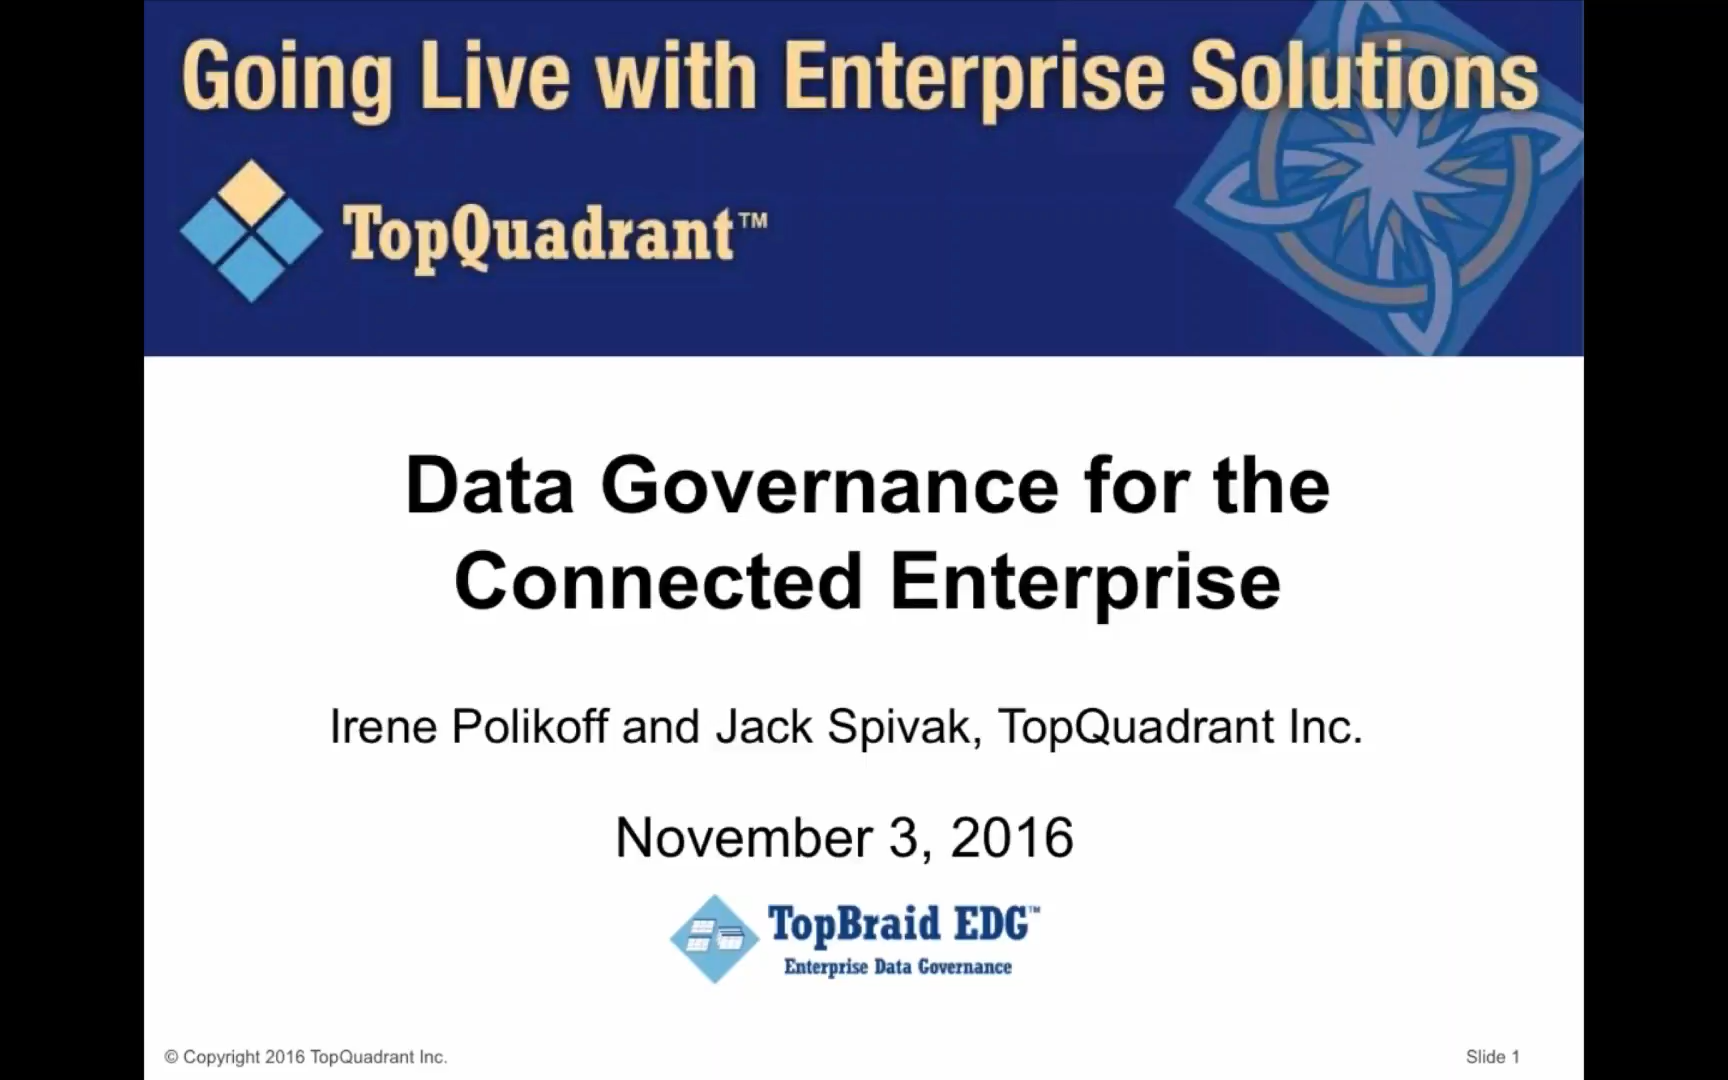 Going Live with Enterprise Solutions
TopQuadrant™
Data Governance for the
Connected Enterprise
Irene Polikoff and Jack Spivak, TopQuadrant Inc.
November 3, 2016
TopBraid EDG™
Enterprise Data Governance
© Copyright 2016 TopQuadrant Inc.
Slide 1